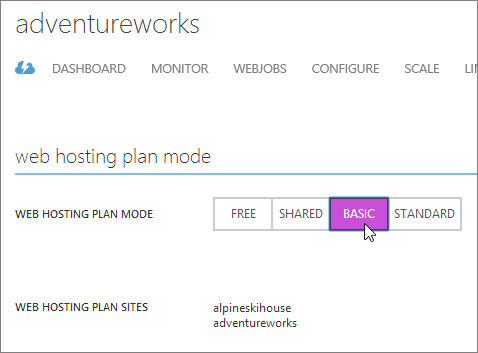 adventureworks
DASHBOARD MONITOR WEBJOBS CONFIGURE SCALE
web hosting plan mode
WEB HOSTING PLAN MODE FREE SHARED BASIC STANDARD
WEB HOSTING PLAN SITES alpineskihouse
adventureworks